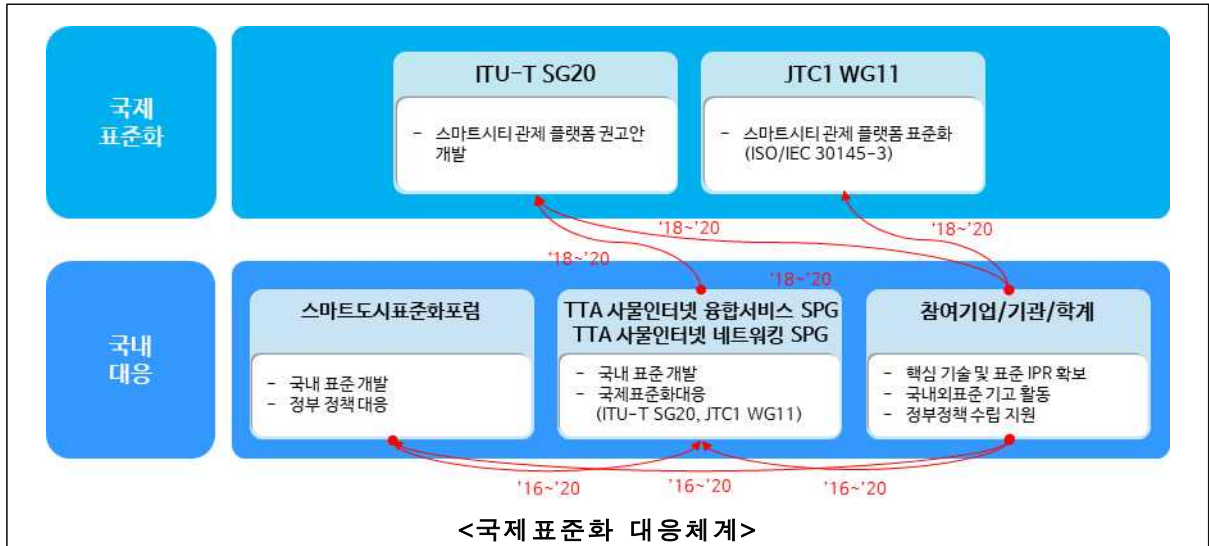 국제
표준화
ITU-T SG20
- 스마트시티 관제 플랫폼 권고안
개발
JTC1 WG11
- 스마트시티 관제 플랫폼 표준화
(ISO/IEC 30145-3)
'18~'20
'18~'20
'18~'20
'18~'20
국내
대응
스마트도시표준화포럼
- 국내 표준 개발
- 정부 정책 대응
TTA 사물인터넷 융합서비스 SPG
TTA 사물인터넷 네트워킹 SPG
- 국내 표준 개발
- 국제표준화대응
(ITU-T SG20, JTC1 WG11)
참여기업/기관/학계
- 핵심 기술 및 표준 IPR 확보
- 국내외표준 기고 활동
- 정부정책 수립 지원
'16~'20
'16~'20
'16~'20
<국제표준화 대응체계>